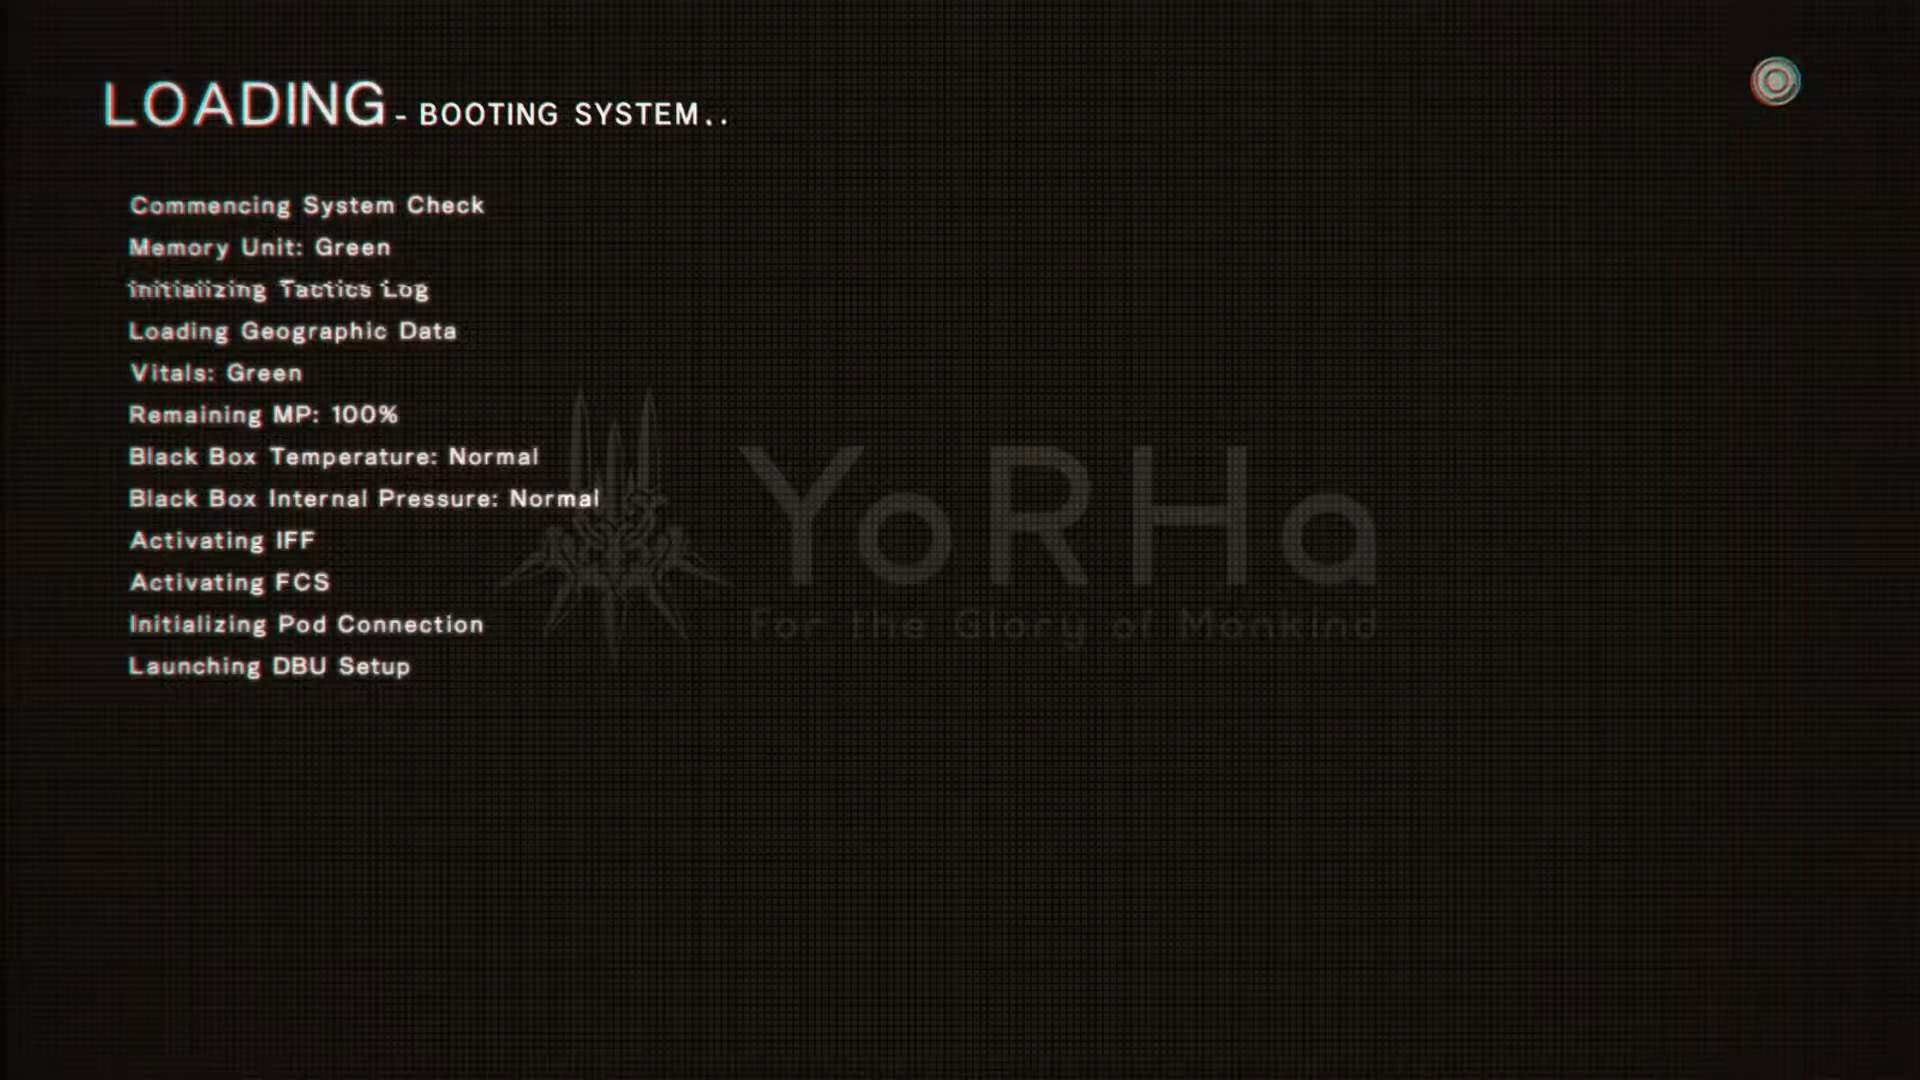 LOADING - BOOTING SYSTEM..
Commencing System Check
Memory Unit: Green
Initializing Tactics Log
Loading Geographic Data
Vitals: Green
Remaining MP: 100%
Black Box Temperature: Normal
Black Box Internal Pressure: Normal
Activating IFF
Activating FCS
Initializing Pod Connection
Launching DBU Setup
YoRHa
For the Glory of Mankind